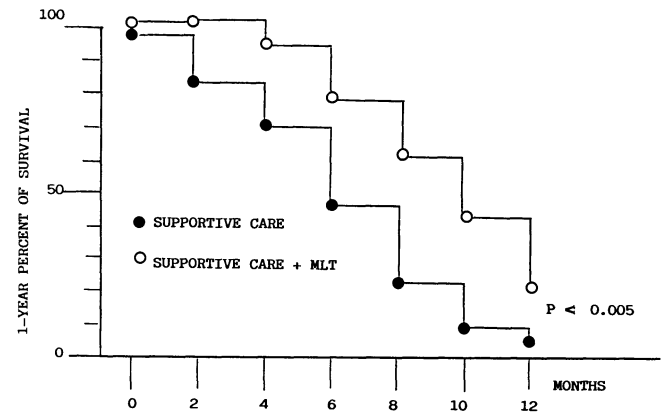 100
50
0
1-YEAR PERCENT OF SURVIVAL
SUPPORTIVE CARE
SUPPORTIVE CARE + MLT
P < 0.005
MONTHS
0 2 4 6 8 10 12